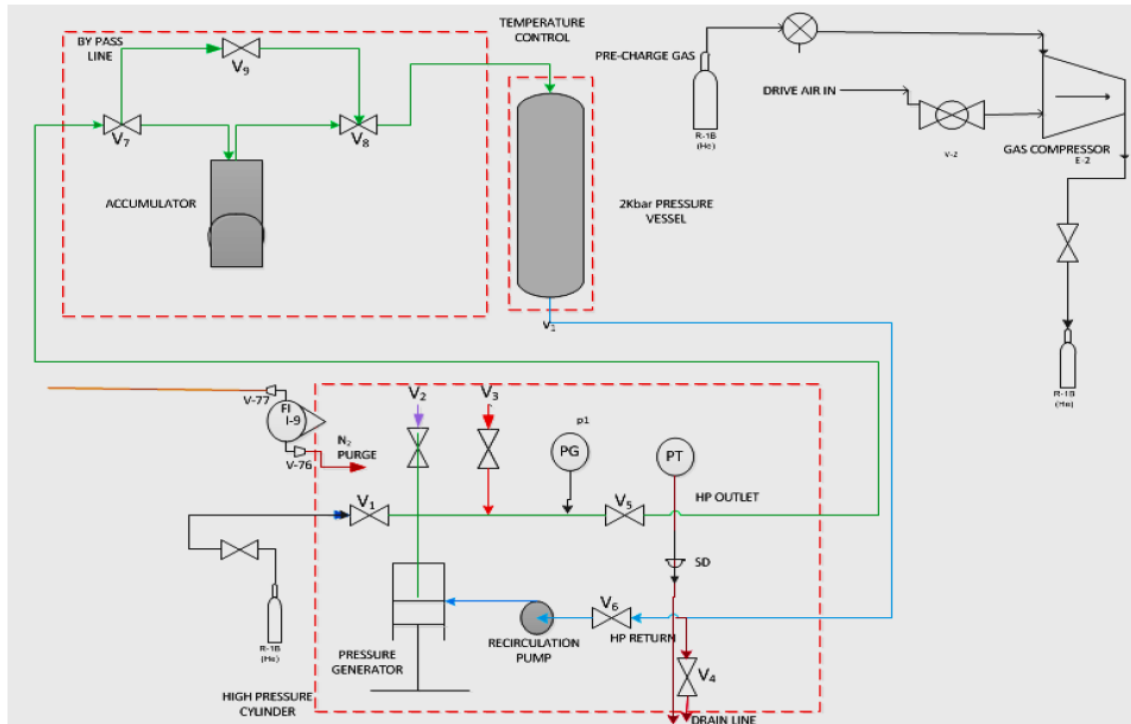 BY PASS
LINE
V9
V7
V8
ACCUMULATOR
TEMPERATURE
CONTROL
2Kbar PRESSURE
VESSEL
V1
PRE-CHARGE GAS
R-1B
(He)
DRIVE AIR IN
V-2
GAS COMPRESSOR
E-2
R-1B
(He)
V-77
FI
I-9
V-76
N2
PURGE
V2
V3
p1
PG
PT
HP OUTLET
V1
V5
SD
R-1B
(He)
V6
HP RETURN
RECIRCULATION
PUMP
PRESSURE
GENERATOR
V4
HIGH PRESSURE
CYLINDER
DRAIN LINE